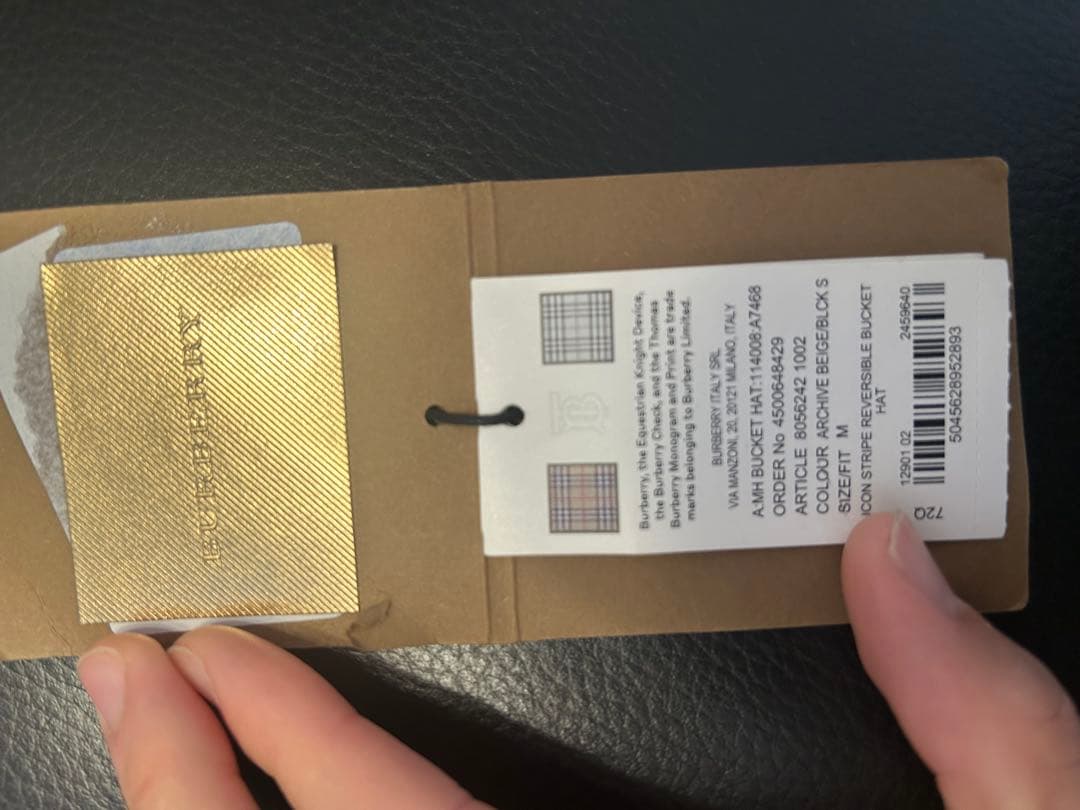 BURBERRY
Burberry, the Equestrian Knight Device,
the Burberry Check, and the Thomas
Burberry Monogram and Print are trade
marks belonging to Burberry Limited.
BURBERRY ITALY SRL
VIA MANZONI, 20, 20121 MILANO, ITALY
A:MH BUCKET HAT:114008:A7468
ORDER No 4500648429
ARTICLE 8056242 1002
COLOUR ARCHIVE BEIGE/BLCK S
SIZE/FIT M
ICON STRIPE REVERSIBLE BUCKET
HAT
12901 02 2459640
5045628952893
72Q